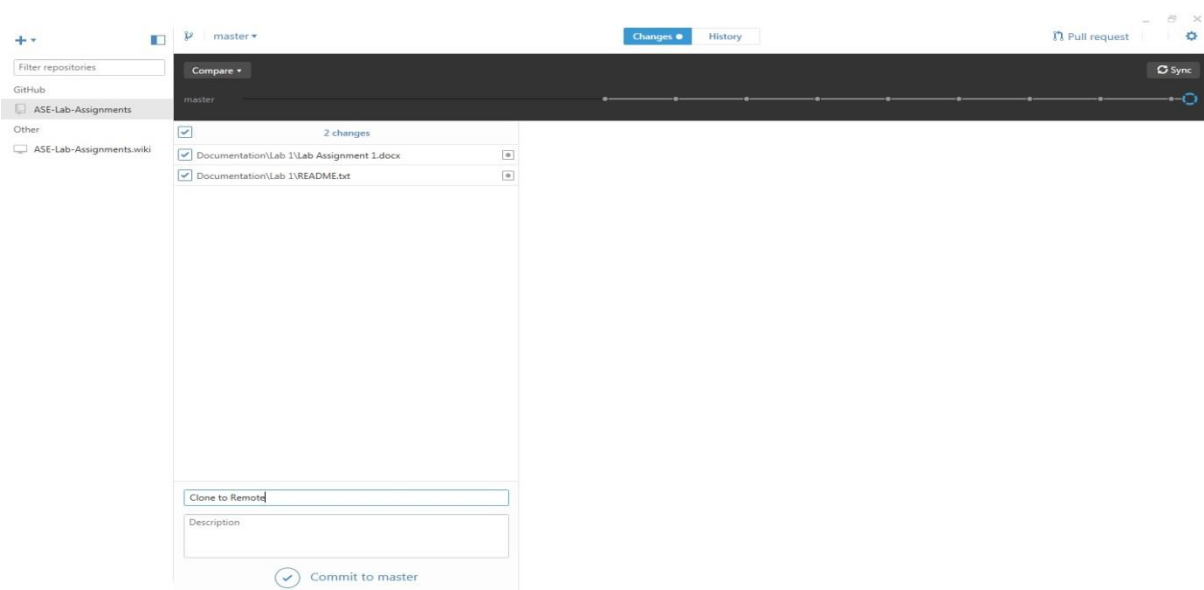 master
Changes
History
Pull request
Filter repositories
GitHub
ASE-Lab-Assignments
Other
ASE-Lab-Assignments.wiki
Compare
Sync
master
2 changes
Documentation\Lab 1\Lab Assignment 1.docx
Documentation\Lab 1\README.txt
Clone to Remote
Description
Commit to master